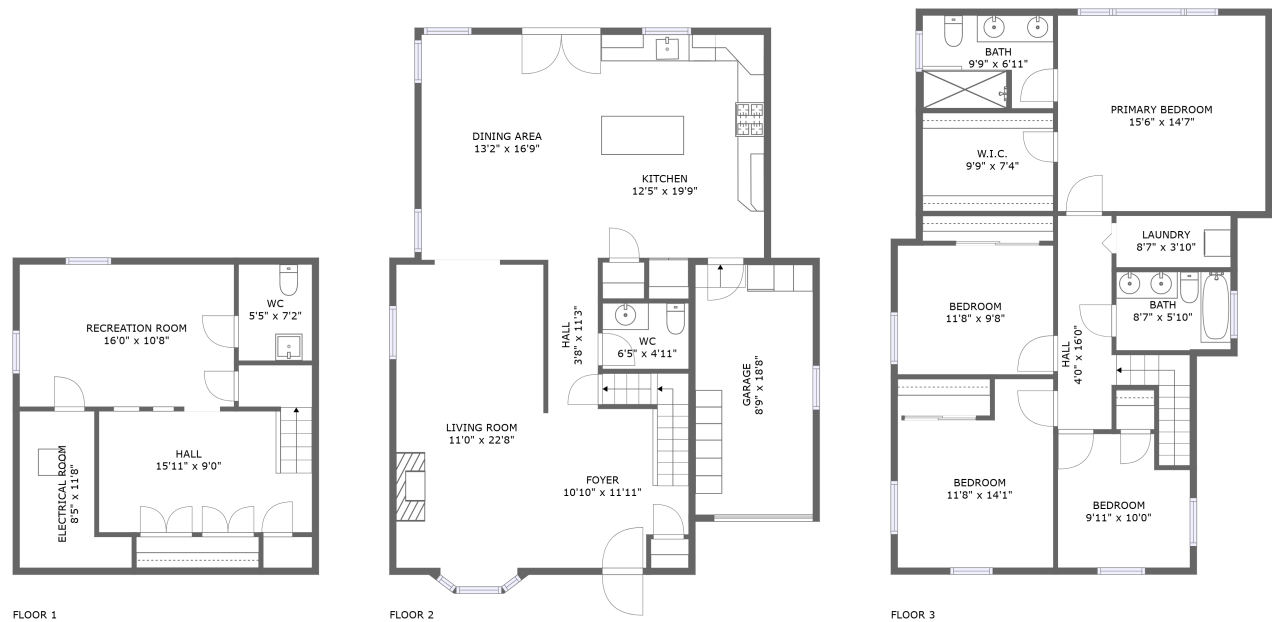 RECREATION ROOM
16'0" x 10'8"
WC
5'5" x 7'2"
HALL
15'11" x 9'0"
ELECTRICAL ROOM
8'5" x 11'8"
FLOOR 1
DINING AREA
13'2" x 16'9"
KITCHEN
12'5" x 19'9"
HALL
3'8" x 11'3"
WC
6'5" x 4'11"
GARAGE
8'9" x 18'8"
LIVING ROOM
11'0" x 22'8"
FOYER
10'10" x 11'11"
FLOOR 2
BATH
9'9" x 6'11"
PRIMARY BEDROOM
15'6" x 14'7"
W.I.C.
9'9" x 7'4"
LAUNDRY
8'7" x 3'10"
BATH
8'7" x 5'10"
BEDROOM
11'8" x 9'8"
HALL
4'0" x 16'0"
BEDROOM
11'8" x 14'1"
BEDROOM
9'11" x 10'0"
FLOOR 3